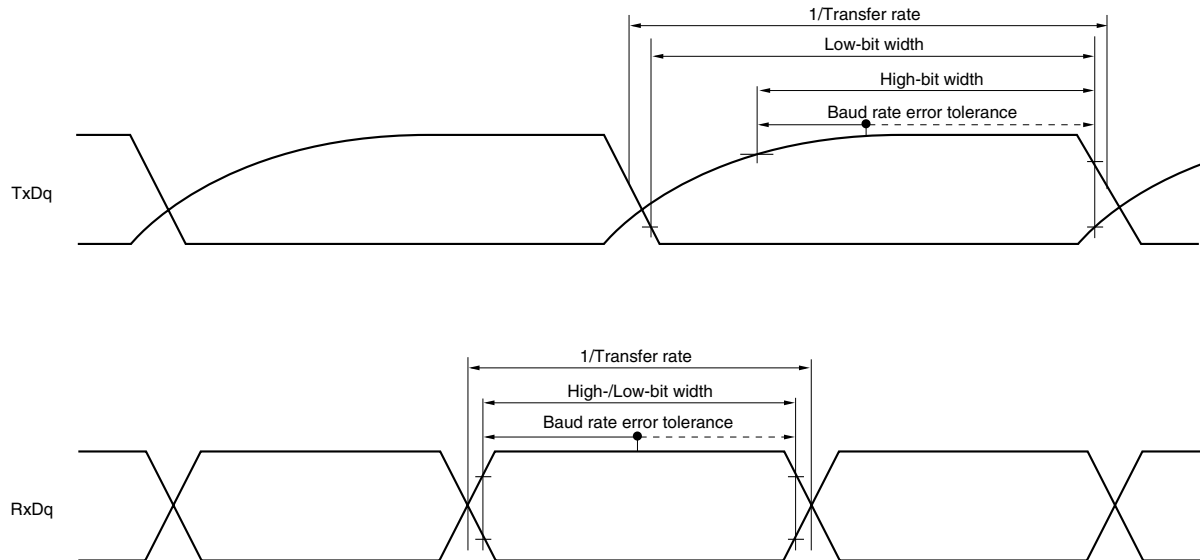 1/Transfer rate
Low-bit width
High-bit width
Baud rate error tolerance
TxDq
1/Transfer rate
High-/Low-bit width
Baud rate error tolerance
RxDq